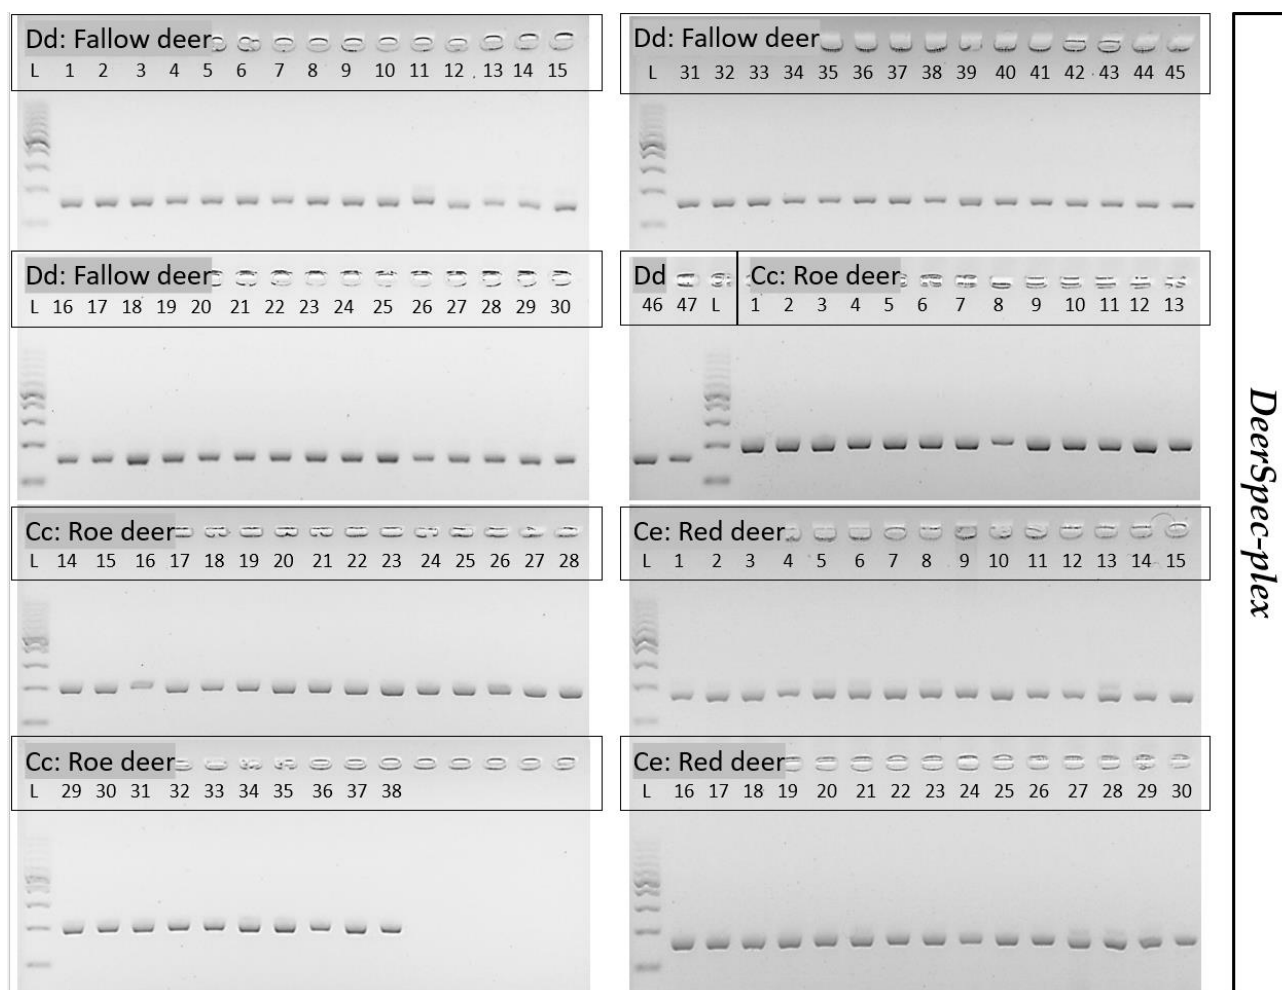 Dd: Fallow deer
L 1 2 3 4 5 6 7 8 9 10 11 12 13 14 15
Dd: Fallow deer
L 31 32 33 34 35 36 37 38 39 40 41 42 43 44 45
Dd: Fallow deer
L 16 17 18 19 20 21 22 23 24 25 26 27 28 29 30
Dd Cc: Roe deer
46 47 L 1 2 3 4 5 6 7 8 9 10 11 12 13
Cc: Roe deer
L 14 15 16 17 18 19 20 21 22 23 24 25 26 27 28
Ce: Red deer
L 1 2 3 4 5 6 7 8 9 10 11 12 13 14 15
Cc: Roe deer
L 29 30 31 32 33 34 35 36 37 38
Ce: Red deer
L 16 17 18 19 20 21 22 23 24 25 26 27 28 29 30
DeerSpec-plex